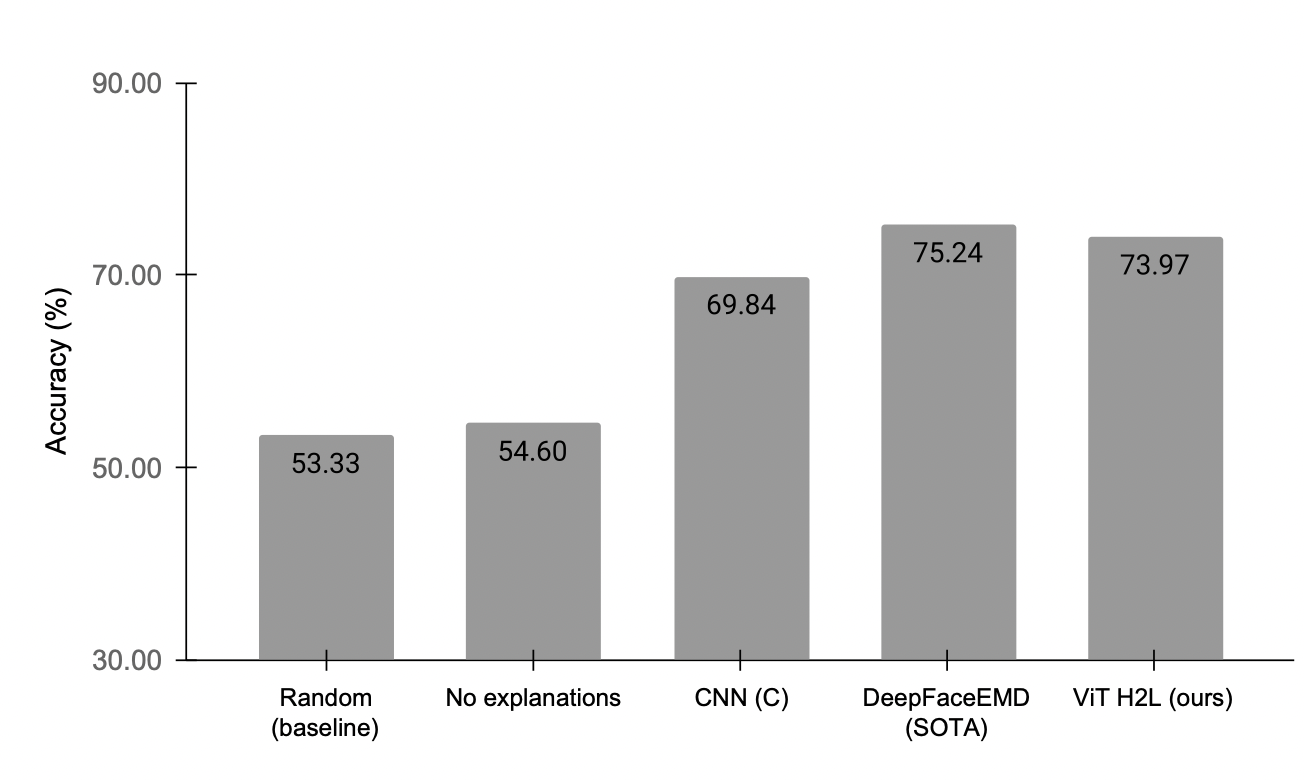 90.00
70.00
50.00
30.00
Accuracy (%)
53.33
54.60
69.84
75.24
73.97
Random
(baseline)
No explanations
CNN (C)
DeepFaceEMD
(SOTA)
ViT H2L (ours)